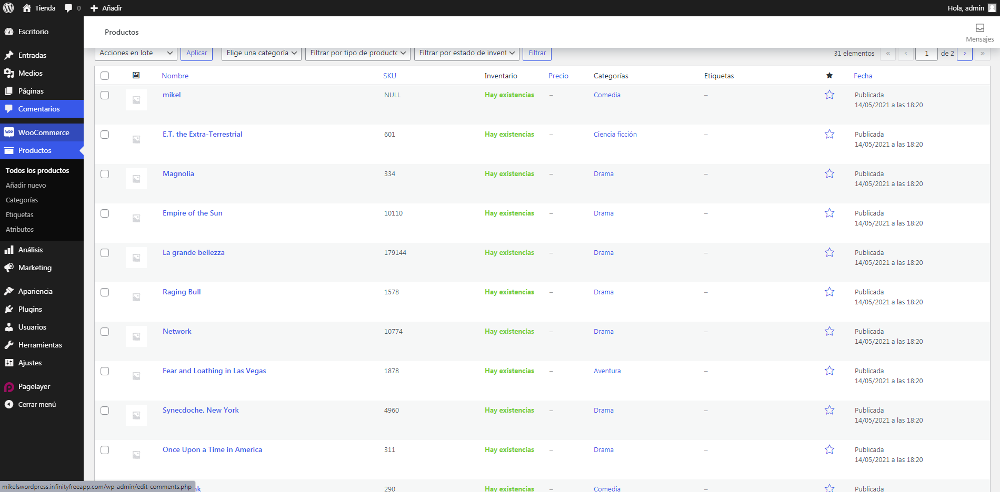 Tienda 0 Añadir Hola, admin
Productos
Mensajes
Escritorio
Entradas
Medios
Páginas
Comentarios
WooCommerce
Productos
Todos los productos
Añadir nuevo
Categorías
Etiquetas
Atributos
Análisis
Marketing
Apariencia
Plugins
Usuarios
Herramientas
Ajustes
Pagelayer
Cerrar menú
Acciones en lote Aplicar Elige una categoría Filtrar por tipo de producto Filtrar por estado de invent Filtrar 31 elementos « ‹ 1 de 2 › »
Nombre SKU Inventario Precio Categorías Etiquetas Fecha
mikel NULL Hay existencias – Comedia – Publicada
14/05/2021 a las 18:20
E.T. the Extra-Terrestrial 601 Hay existencias – Ciencia ficción – Publicada
14/05/2021 a las 18:20
Magnolia 334 Hay existencias – Drama – Publicada
14/05/2021 a las 18:20
Empire of the Sun 10110 Hay existencias – Drama – Publicada
14/05/2021 a las 18:20
La grande bellezza 179144 Hay existencias – Drama – Publicada
14/05/2021 a las 18:20
Raging Bull 1578 Hay existencias – Drama – Publicada
14/05/2021 a las 18:20
Network 10774 Hay existencias – Drama – Publicada
14/05/2021 a las 18:20
Fear and Loathing in Las Vegas 1878 Hay existencias – Aventura – Publicada
14/05/2021 a las 18:20
Synecdoche, New York 4960 Hay existencias – Drama – Publicada
14/05/2021 a las 18:20
Once Upon a Time in America 311 Hay existencias – Drama – Publicada
14/05/2021 a las 18:20
290 Hay existencias – Comedia – Publicada
mikelswordpress.infinityfreeapp.com/wp-admin/edit-comments.php